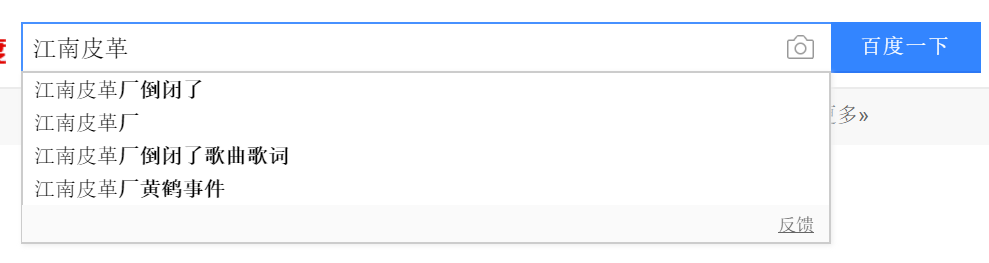 江南皮革
百度一下
江南皮革厂倒闭了
江南皮革厂
更多»
江南皮革厂倒闭了歌曲歌词
江南皮革厂黄鹤事件
反馈